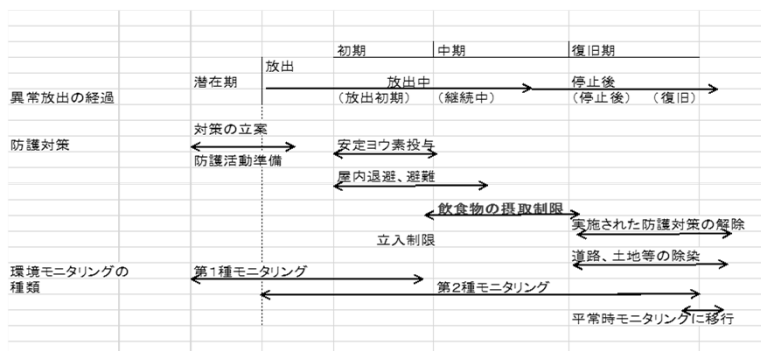 初期 中期 復旧期
放出
潜在期 放出中 停止後
異常放出の経過 (放出初期) (継続中) (停止後) (復旧)
対策の立案
防護対策 安定ヨウ素投与
防護活動準備
屋内退避、避難
飲食物の摂取制限
実施された防護対策の解除
立入制限
道路、土地等の除染
環境モニタリングの 第1種モニタリング
種類 第2種モニタリング
平常時モニタリングに移行